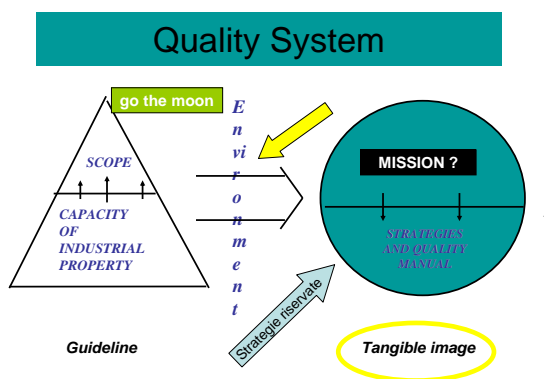 Quality System
go the moon
SCOPE
CAPACITY
OF
INDUSTRIAL
PROPERTY
E
n
vi
r
o
n
m
e
n
t
MISSION ?
STRATEGIES
AND QUALITY
MANUAL
Strategie riservate
Guideline
Tangible image